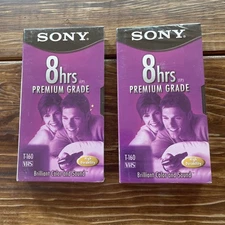 SONY
8hrs
PREMIUM GRADE
T-160
VHS
Brilliant Color and Sound
SONY
8hrs
PREMIUM GRADE
T-160
VHS
Brilliant Color and Sound